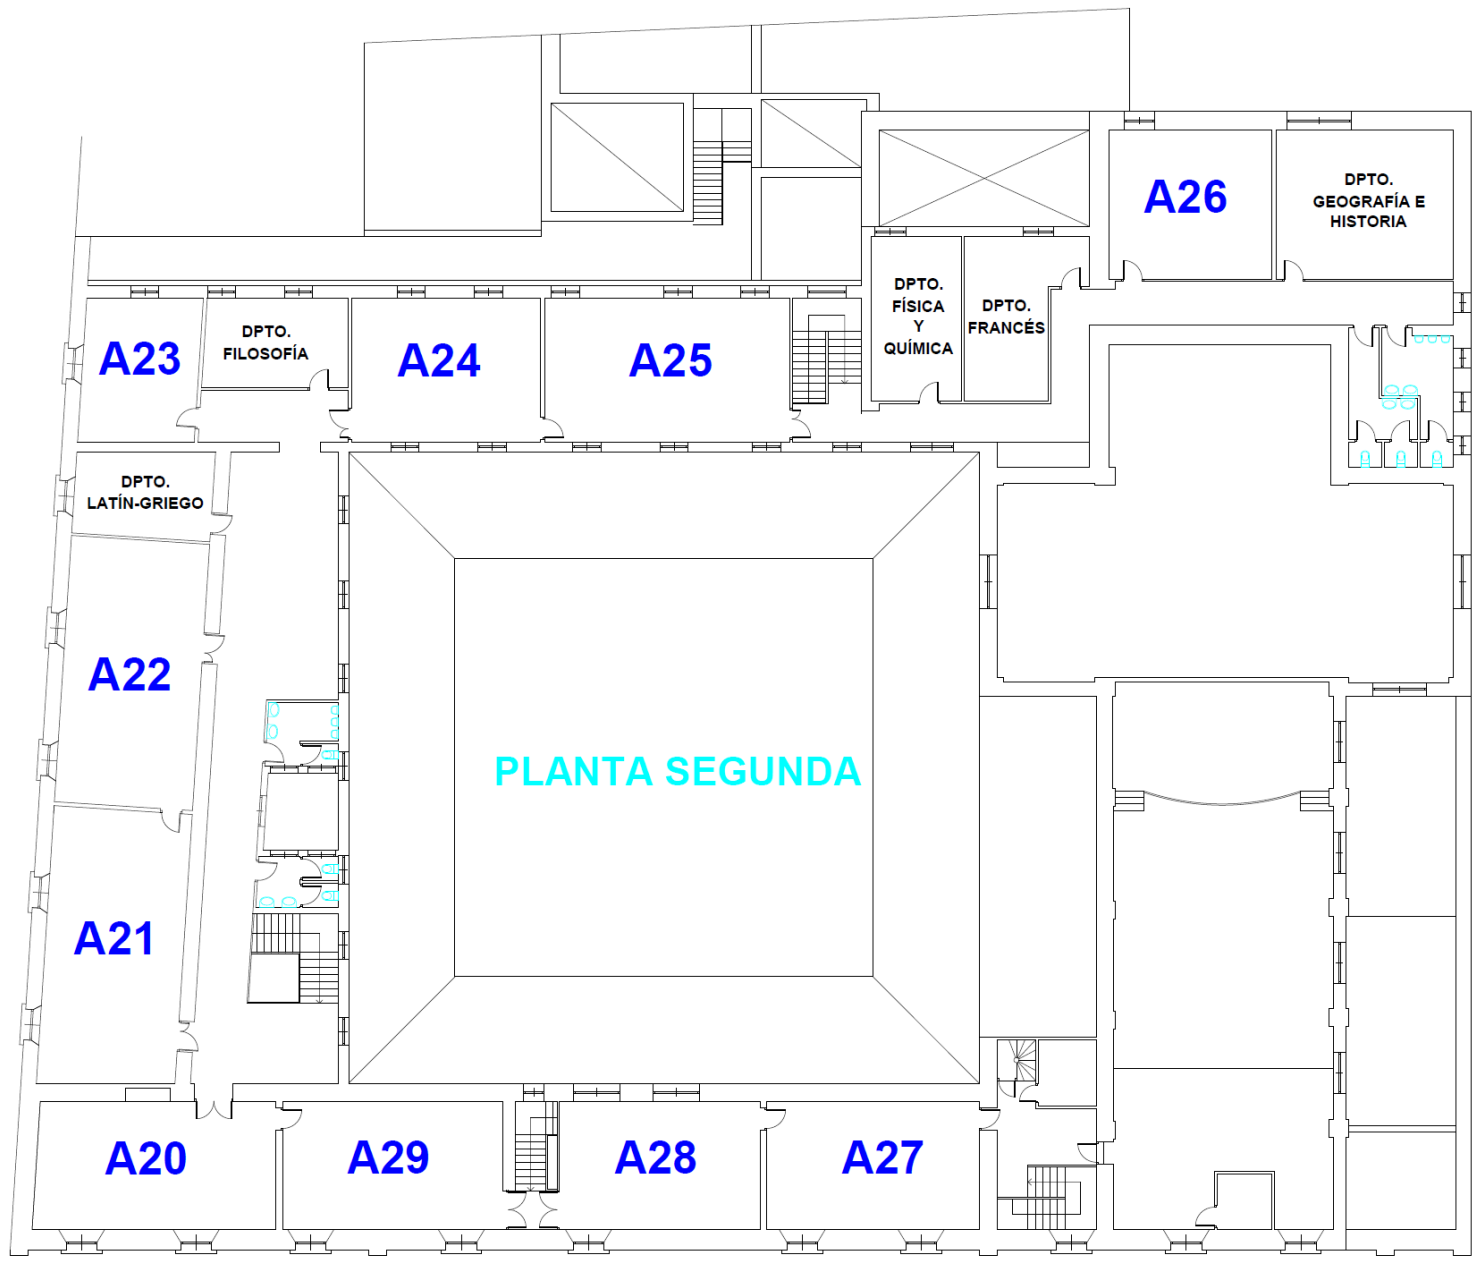 A26
DPTO.
GEOGRAFÍA E
HISTORIA
DPTO.
FÍSICA
Y
QUÍMICA
DPTO.
FRANCÉS
A23
DPTO.
FILOSOFÍA
A24
A25
DPTO.
LATÍN-GRIEGO
A22
PLANTA SEGUNDA
A21
A20
A29
A28
A27